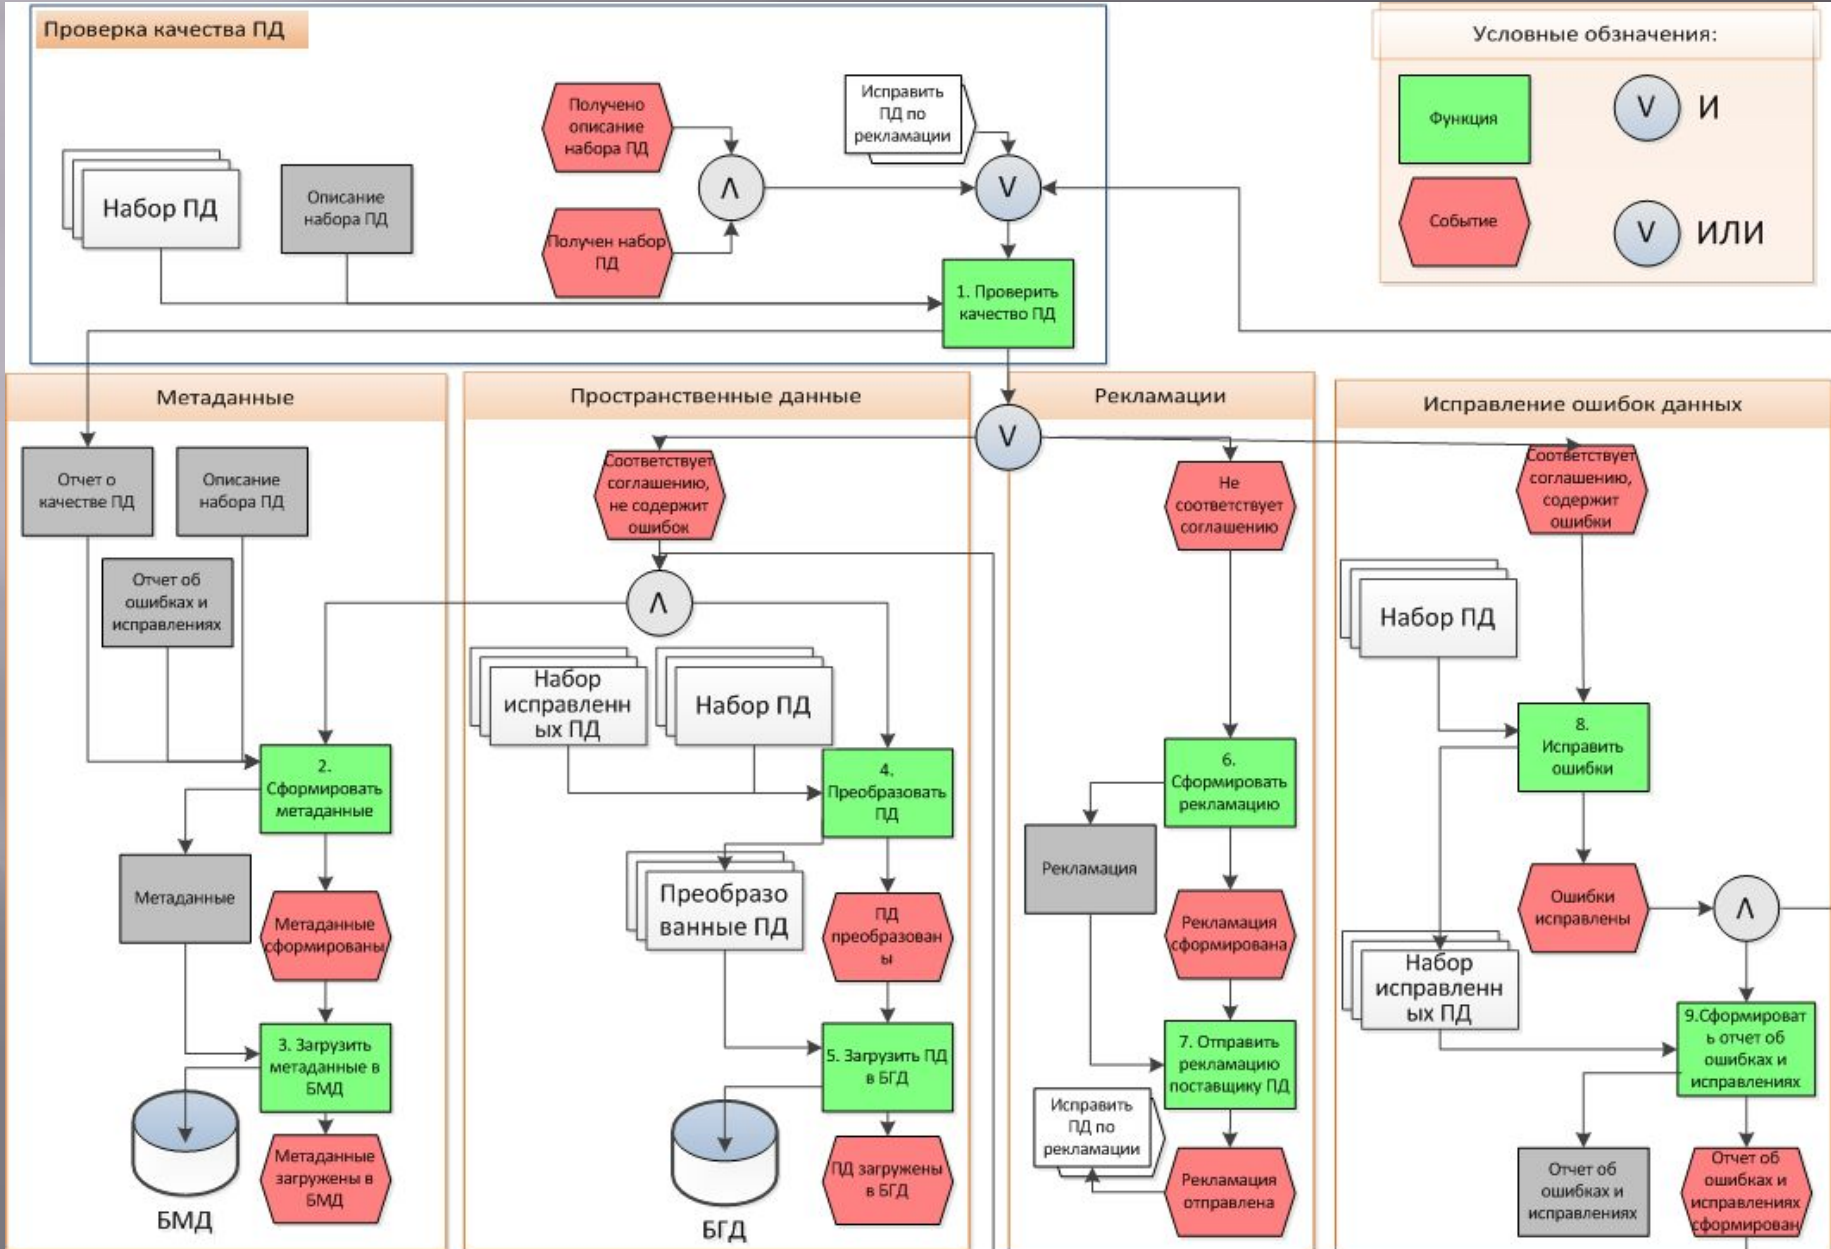 Проверка качества ПД
Условные обзначения:
Функция
V
И
Событие
V
ИЛИ
Набор ПД
Описание
набора ПД
Получено
описание
набора ПД
Получен набор
ПД
Λ
Исправить
ПД по
рекламации
V
1. Проверить
качество ПД
V
Метаданные
Отчет о
качестве ПД
Описание
набора ПД
Отчет об
ошибках и
исправлениях
2.
Сформировать
метаданные
Метаданные
Метаданные
сформированы
3. Загрузить
метаданные в
БМД
Метаданные
загружены в
БМД
БМД
Пространственные данные
Соответствует
соглашению,
не содержит
ошибок
Λ
Набор
исправленн
ых ПД
Набор ПД
4.
Преобразовать
ПД
Преобразо
ванные ПД
ПД
преобразован
ы
5. Загрузить ПД
в БГД
ПД загружены
в БГД
БГД
Рекламации
Не
соответствует
соглашению
6.
Сформировать
рекламацию
Рекламация
Рекламация
сформирована
7. Отправить
рекламацию
поставщику ПД
Исправить
ПД по
рекламации
Рекламация
отправлена
Исправление ошибок данных
Соответствует
соглашению,
содержит
ошибки
Набор ПД
8.
Исправить
ошибки
Ошибки
исправлены
Λ
Набор
исправленн
ых ПД
9.Сформироват
ь отчет об
ошибках и
исправлениях
Отчет об
ошибках и
исправлениях
Отчет об
ошибках и
исправлениях
сформирован